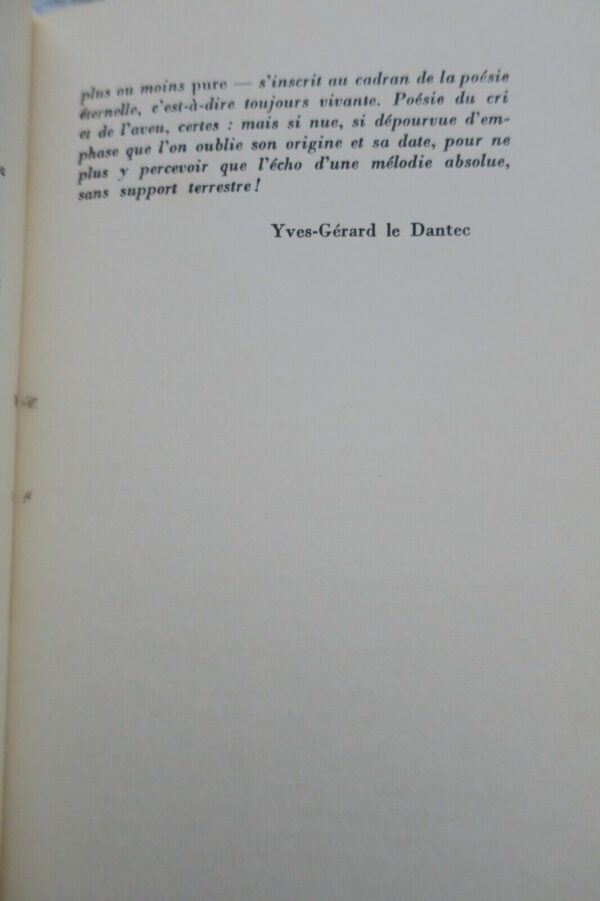 plus ou moins pure — s'inscrit au cadran de la poésie
éternelle, c'est-à-dire toujours vivante. Poésie du cri
et de l'aveu, certes : mais si nue, si dépourvue d'em-
phase que l'on oublie son origine et sa date, pour ne
plus y percevoir que l'écho d'une mélodie absolue,
sans support terrestre !
Yves-Gérard le Dantec